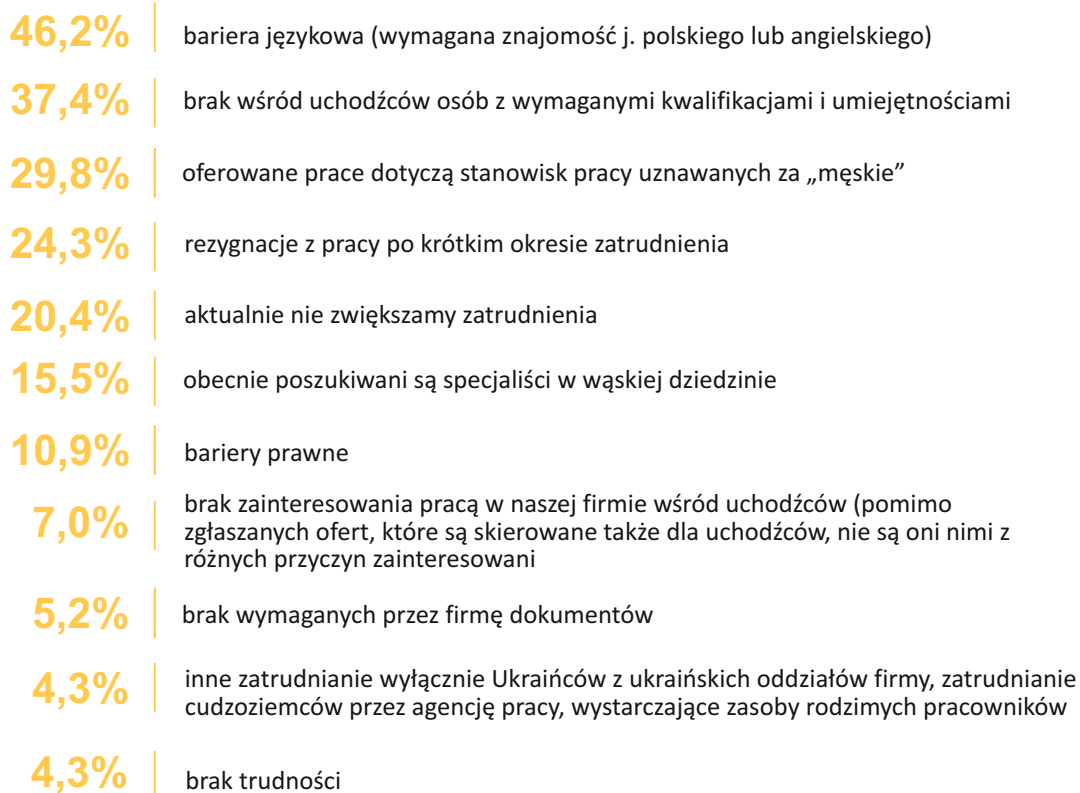 46,2% bariera językowa (wymagana znajomość j. polskiego lub angielskiego)
37,4% brak wśród uchodźców osób z wymaganymi kwalifikacjami i umiejętnościami
29,8% oferowane prace dotyczą stanowisk pracy uznawanych za „męskie”
24,3% rezygnacje z pracy po krótkim okresie zatrudnienia
20,4% aktualnie nie zwiększamy zatrudnienia
15,5% obecnie poszukiwani są specjaliści w wąskiej dziedzinie
10,9% bariery prawne
7,0% brak zainteresowania pracą w naszej firmie wśród uchodźców (pomimo
zgłaszanych ofert, które są skierowane także dla uchodźców, nie są oni nimi z
różnych przyczyn zainteresowani
5,2% brak wymaganych przez firmę dokumentów
4,3% inne zatrudnianie wyłącznie Ukraińców z ukraińskich oddziałów firmy, zatrudnianie
cudzoziemców przez agencję pracy, wystarczające zasoby rodzimych pracowników
4,3% brak trudności